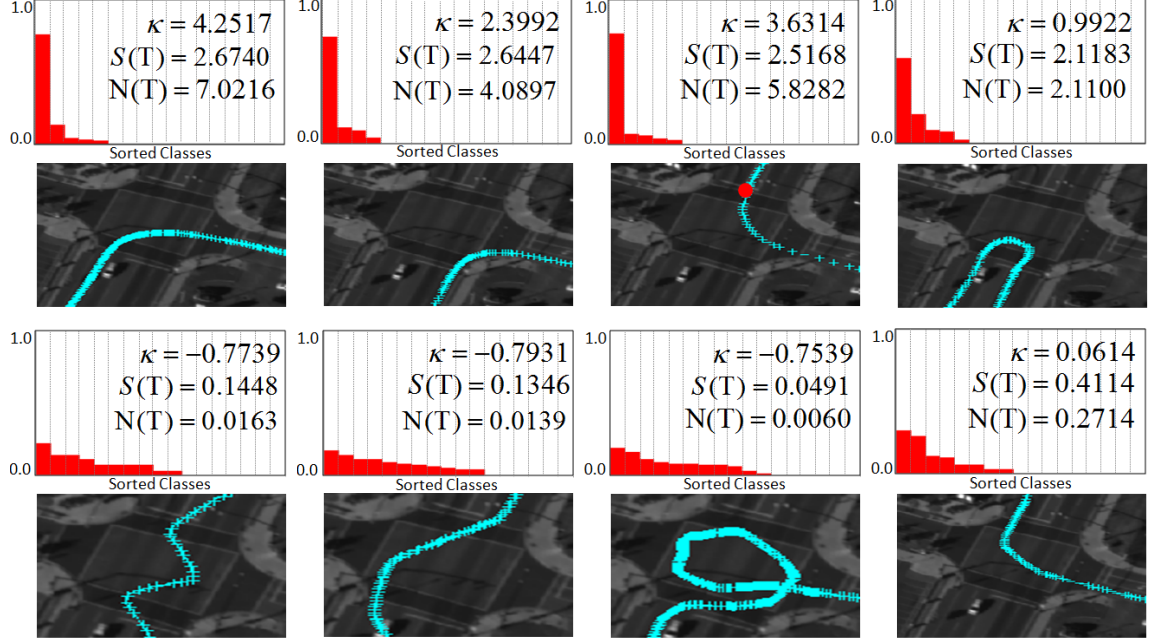 1.0
κ = 4.2517
S(T) = 2.6740
N(T) = 7.0216
0.0
Sorted Classes
1.0
κ = 2.3992
S(T) = 2.6447
N(T) = 4.0897
0.0
Sorted Classes
1.0
κ = 3.6314
S(T) = 2.5168
N(T) = 5.8282
0.0
Sorted Classes
1.0
κ = 0.9922
S(T) = 2.1183
N(T) = 2.1100
0.0
Sorted Classes
1.0
κ = −0.7739
S(T) = 0.1448
N(T) = 0.0163
0.0
Sorted Classes
1.0
κ = −0.7931
S(T) = 0.1346
N(T) = 0.0139
0.0
Sorted Classes
1.0
κ = −0.7539
S(T) = 0.0491
N(T) = 0.0060
0.0
Sorted Classes
1.0
κ = 0.0614
S(T) = 0.4114
N(T) = 0.2714
0.0
Sorted Classes